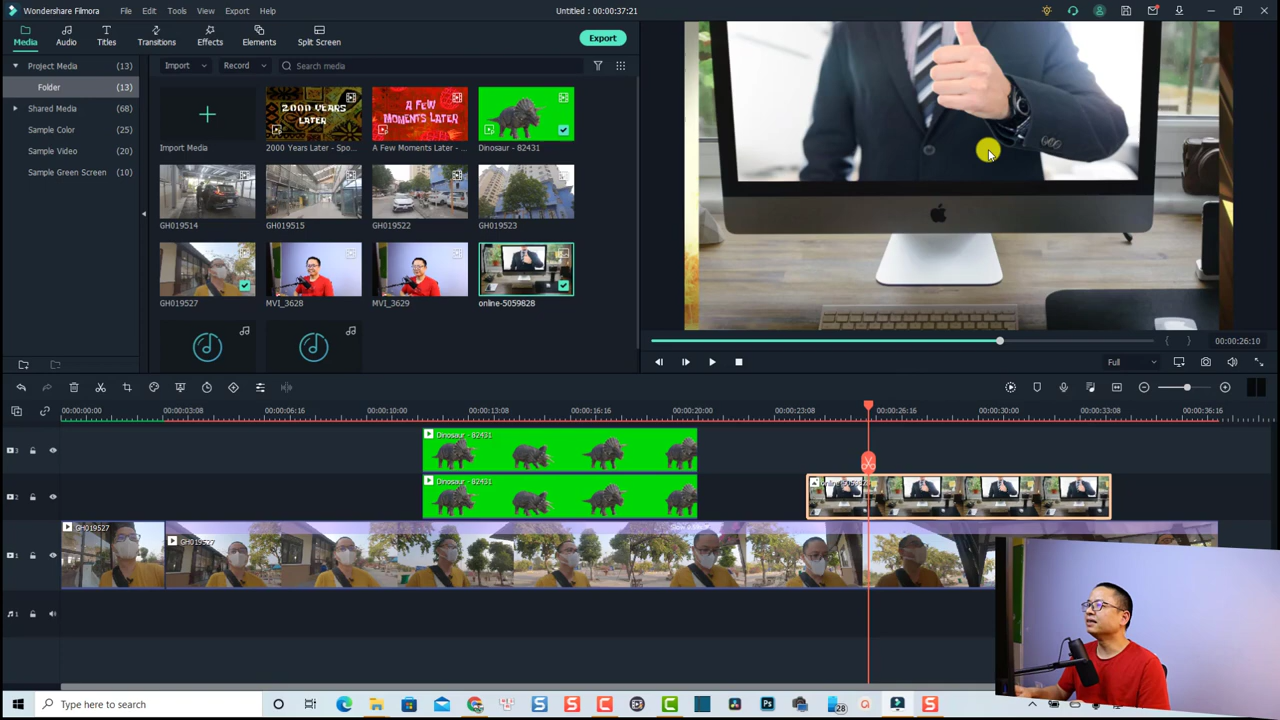 Wondershare Filmora File Edit Tools View Export Help Untitled : 00:00:37:21
Media Audio Titles Transitions Effects Elements Split Screen Export
Project Media (13)
Folder (13)
Shared Media (68)
Sample Color (25)
Sample Video (20)
Sample Green Screen (10)
Import Record Search media
2000 YEARS
LATER
A FEW
MOMENTS
LATER
Import Media 2000 Years Later - Spo... A Few Moments Later - ... Dinosaur - 82431
GH019514 GH019515 GH019522 GH019523
GH019527 MVI_3628 MVI_3629 online-5059828
Full 00:00:26:10
00:00:00:00 00:00:03:08 00:00:06:16 00:00:10:00 00:00:13:08 00:00:16:16 00:00:20:00 00:00:23:08 00:00:26:16 00:00:30:00 00:00:33:08 00:00:36:16
3 Dinosaur - 82431
2 Dinosaur - 82431 online-5059828
1 GH019527 GH019527
1
Type here to search 28